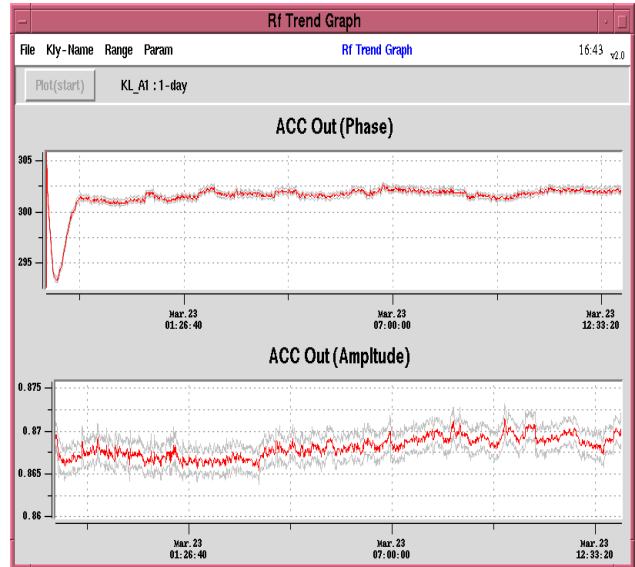 Rf Trend Graph
File Kly-Name Range Param Rf Trend Graph 16:43 v2.0
Plot(start) KL_A1 : 1-day
ACC Out (Phase)
305
300
295
Mar.23 Mar.23 Mar.23
01:26:40 07:00:00 12:33:20
ACC Out (Ampltude)
0.875
0.87
0.865
0.86
Mar.23 Mar.23 Mar.23
01:26:40 07:00:00 12:33:20